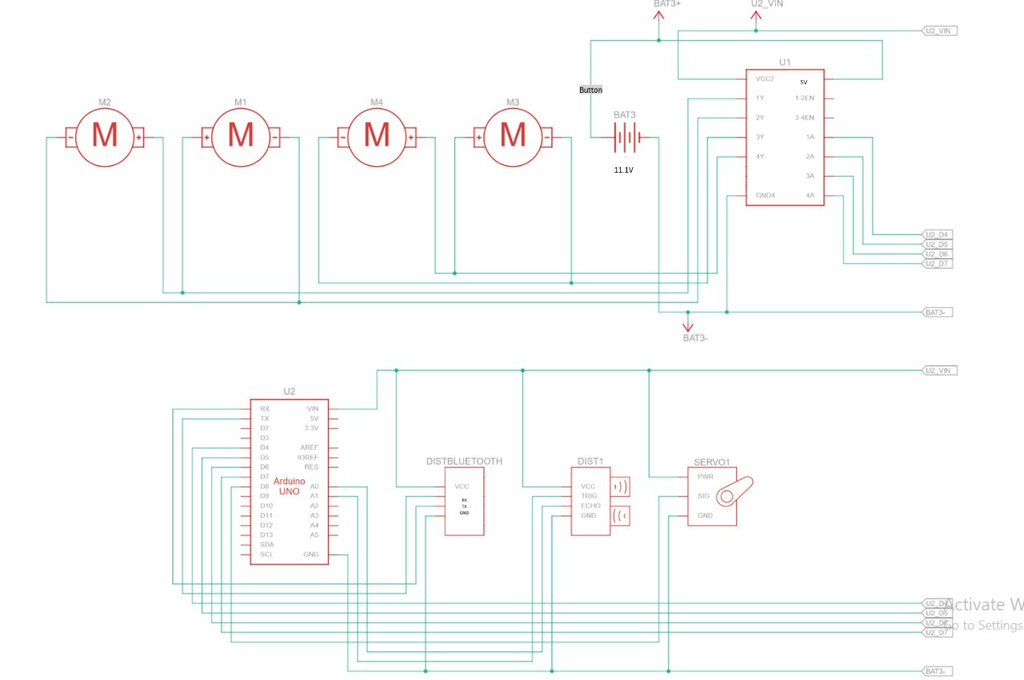 BAT3+
U2_VIN
U2_VIN
U1
VCC2
5V
1Y
1-2EN
2Y
3-4EN
3Y
1A
4Y
2A
3A
GND4
4A
Button
BAT3
11.1V
M2
M1
M4
M3
- M +
+ M -
- M +
+ M -
U2_D4
U2_D5
U2_D6
U2_D7
BAT3-
BAT3-
U2_VIN
U2
RX
VIN
TX
5V
D2
3.3V
D3
D4
AREF
D5
IOREF
D6
RES
D7
Arduino
UNO
D8
A0
D9
A1
D10
A2
D11
A3
D12
A4
D13
A5
SDA
SCL
GND
DISTBLUETOOTH
VCC
RX
TX
GND
DIST1
VCC
TRIG
ECHO
GND
SERVO1
PWR
SIG
GND
U2_D5
U2_D7
BAT3-
Activate W
Go to Settings